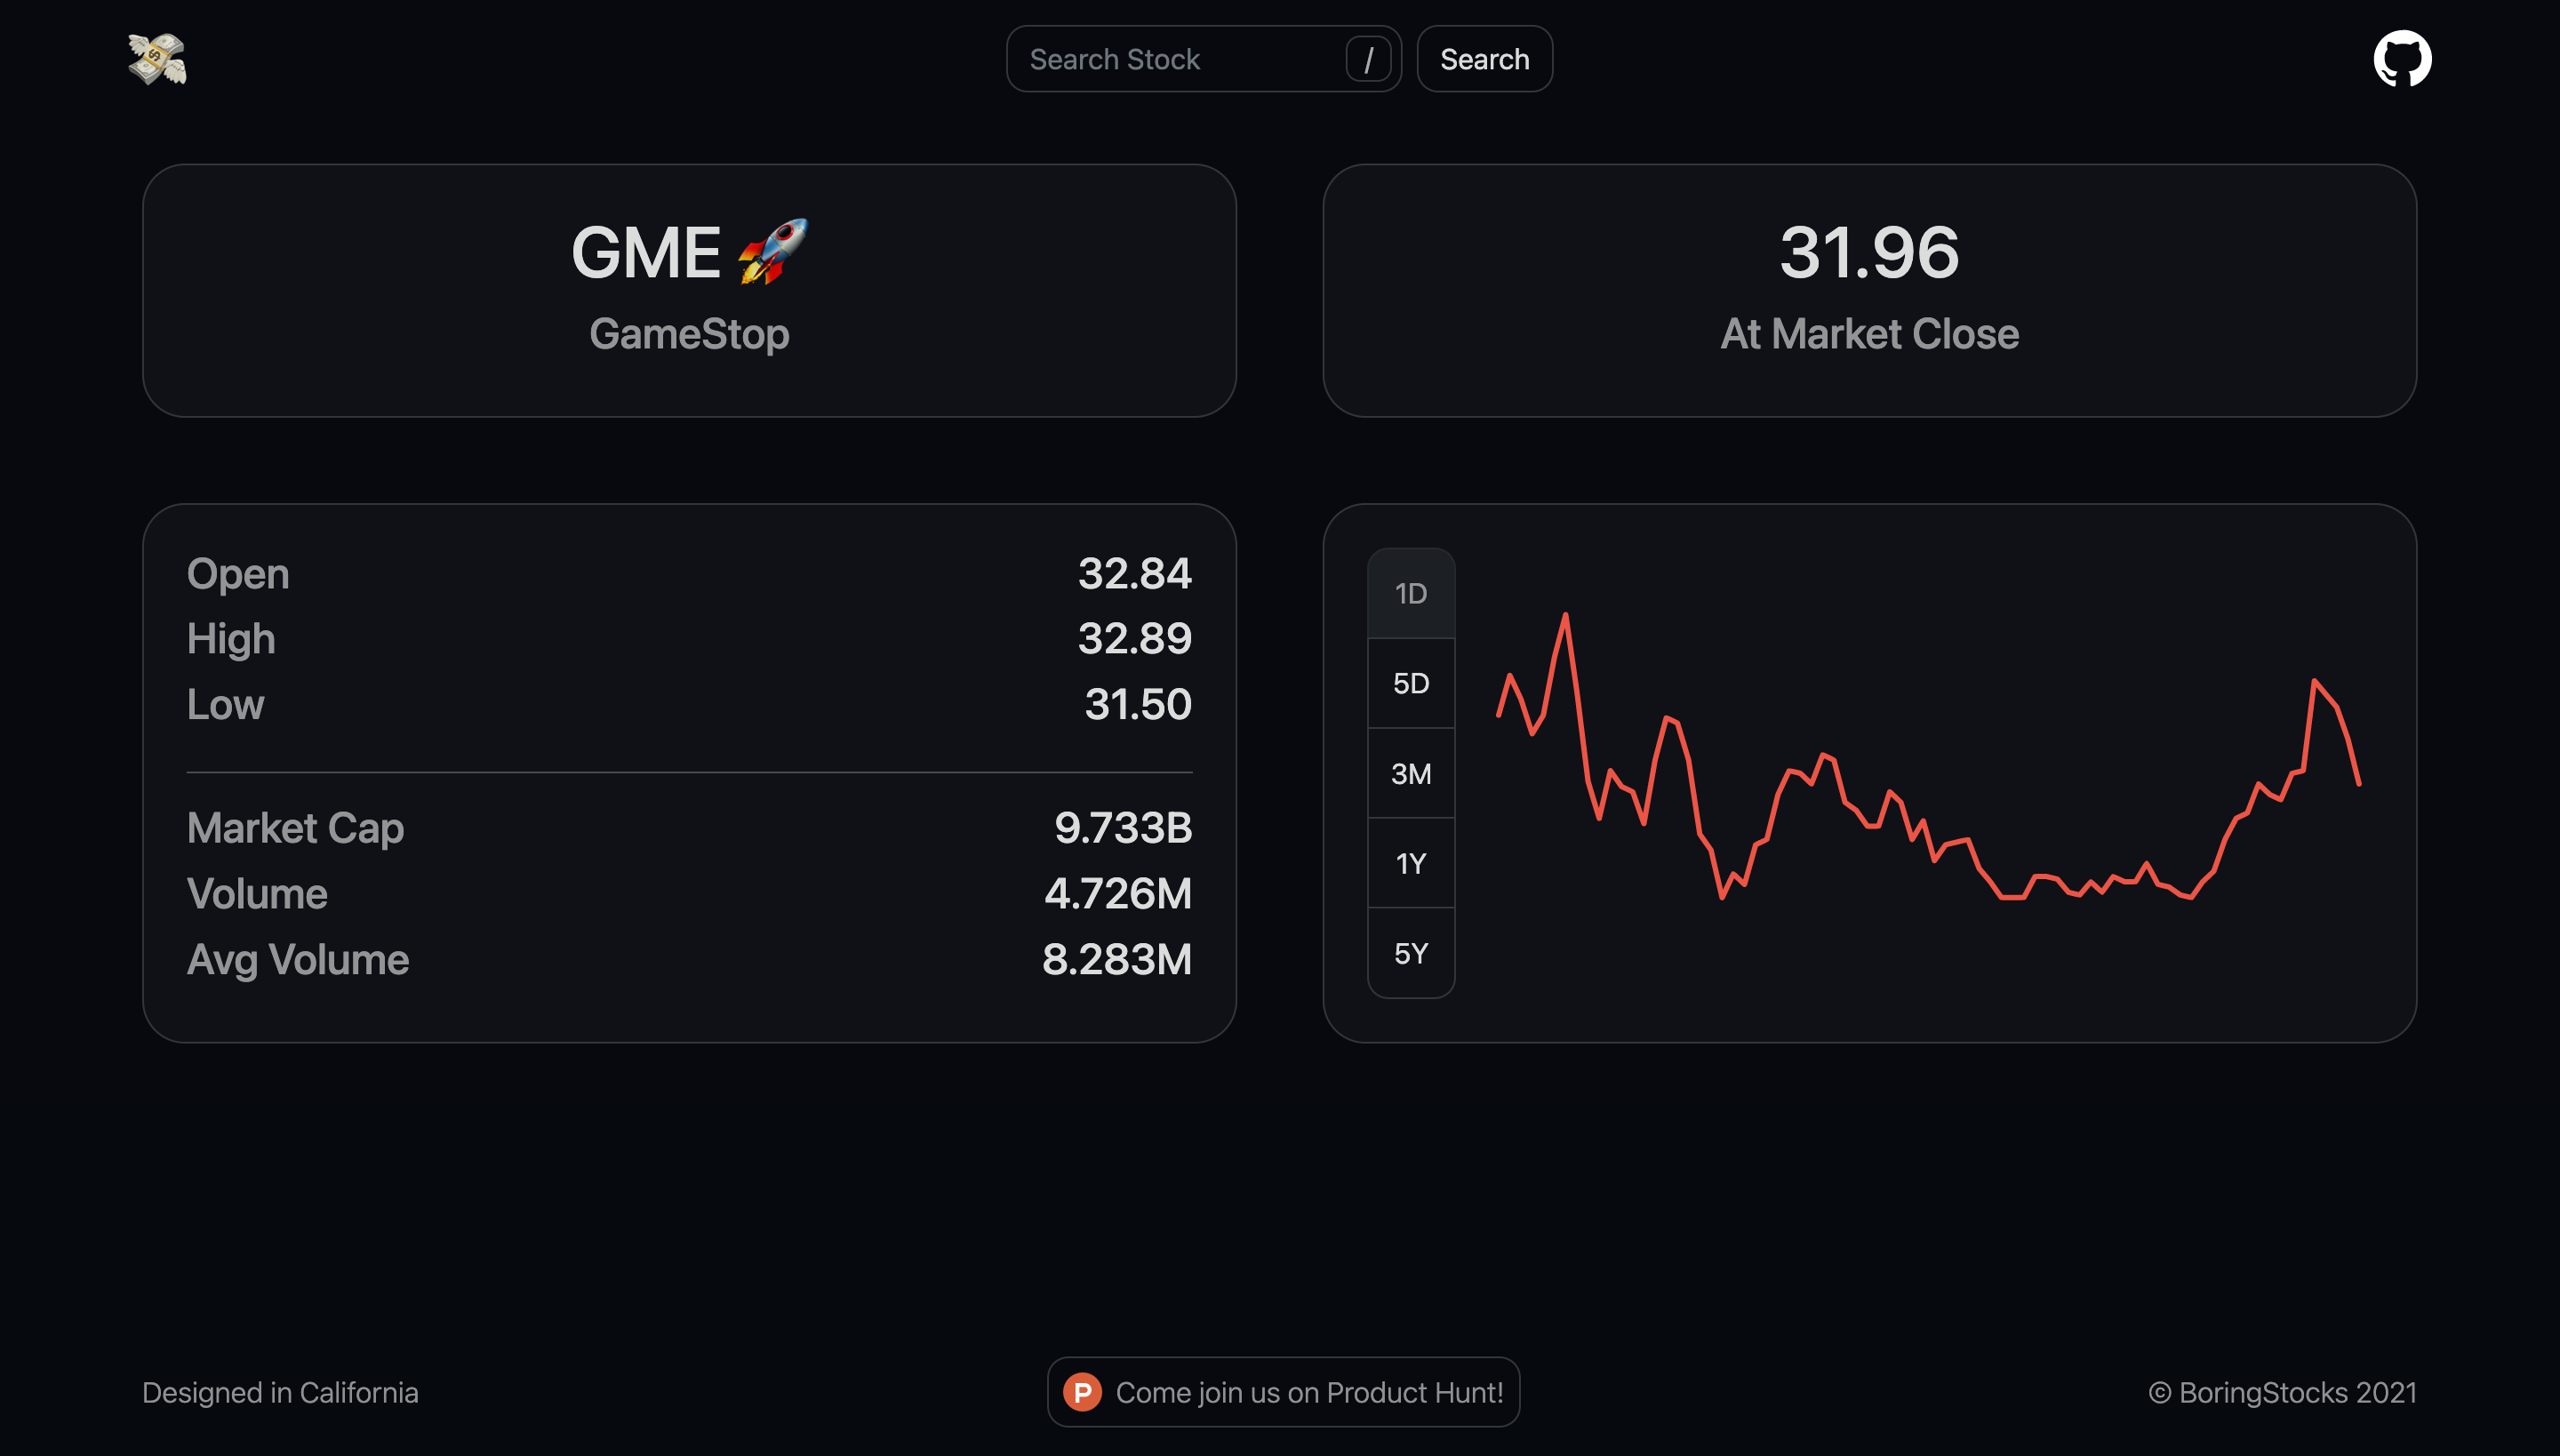 Search Stock
/
Search
GME 🚀
GameStop
31.96
At Market Close
Open 32.84
High 32.89
Low 31.50
Market Cap 9.733B
Volume 4.726M
Avg Volume 8.283M
1D
5D
3M
1Y
5Y
Designed in California
P Come join us on Product Hunt!
© BoringStocks 2021